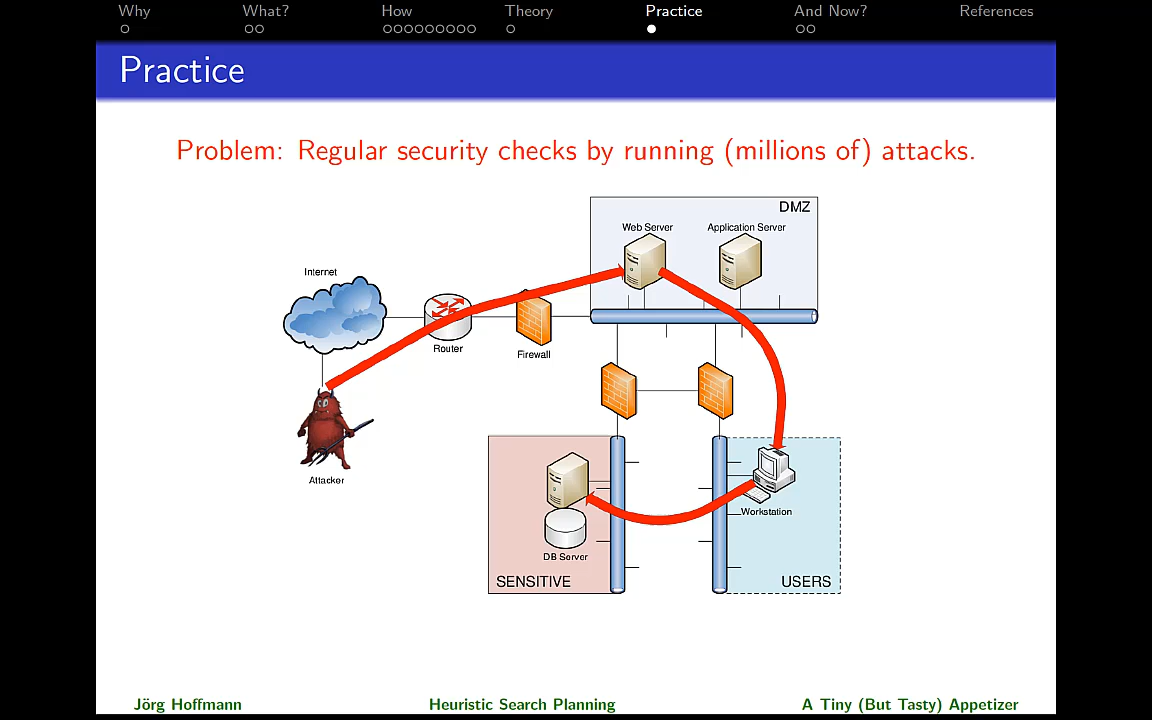 Why What? How Theory Practice And Now? References
Practice
Problem: Regular security checks by running (millions of) attacks.
DMZ
Web Server Application Server
Internet
Router
Firewall
Attacker
Workstation
DB Server
SENSITIVE
USERS
Jörg Hoffmann Heuristic Search Planning A Tiny (But Tasty) Appetizer